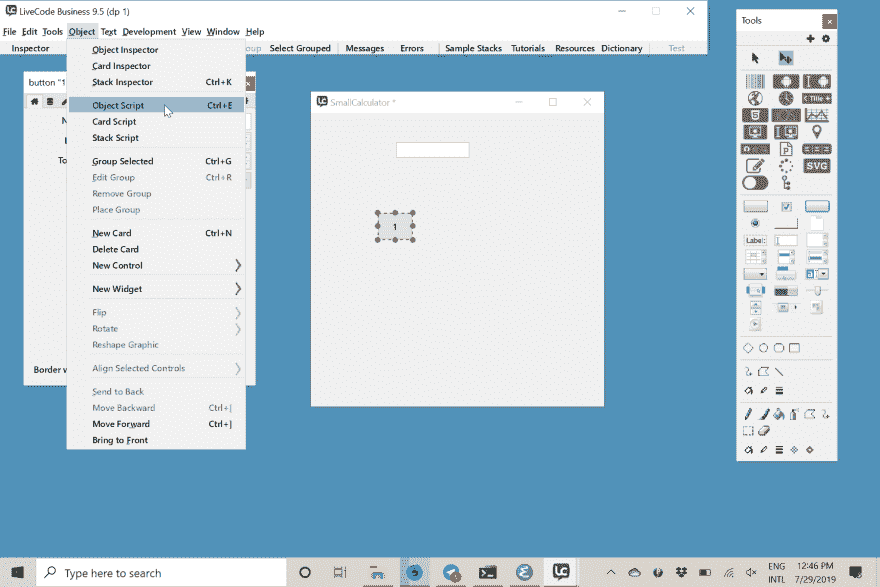 LiveCode Business 9.5 (dp 1)
File Edit Tools Object Text Development View Window Help
Inspector Select Grouped Messages Errors Sample Stacks Tutorials Resources Dictionary Test
Object Inspector
Card Inspector
Stack Inspector Ctrl+K
Object Script Ctrl+E
Card Script
Stack Script
Group Selected Ctrl+G
Edit Group Ctrl+R
Remove Group
Place Group
New Card Ctrl+N
Delete Card
New Control
New Widget
Flip
Rotate
Reshape Graphic
Align Selected Controls
Send to Back
Move Backward Ctrl+[
Move Forward Ctrl+]
Bring to Front
button "1
N
To
Border w
SmallCalculator *
1
Tools
SVG
Label:
Type here to search
ENG
INTL
12:46 PM
7/29/2019